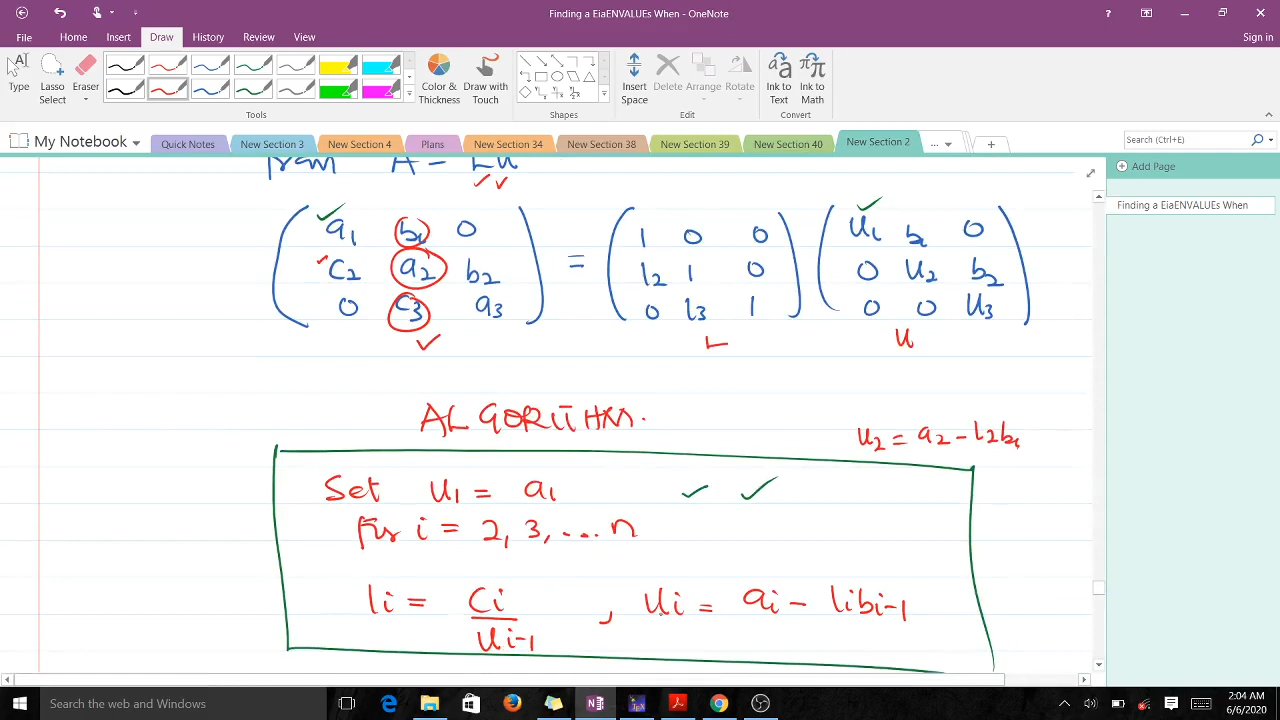 Finding a EiaENVALUEs When - OneNote
File Home Insert Draw History Review View Sign in
Type Lasso Select Eraser Color & Thickness Draw with Touch Insert Space Delete Arrange Rotate Ink to Text Ink to Math
Tools Shapes Edit Convert
My Notebook Quick Notes New Section 3 New Section 4 Plans New Section 34 New Section 38 New Section 39 New Section 40 New Section 2 ... Search (Ctrl+E)
Add Page
Finding a EiaENVALUEs When
from A = LU
a1 b1 0 1 0 0 u1 b1 0
c2 a2 b2 = l2 1 0 0 u2 b2
0 c3 a3 0 l3 1 0 0 u3
L U
ALGORITHM.
u2 = a2 - l2b1
Set u1 = a1
For i = 2, 3, ... n
li = ci / ui-1 , ui = ai - libi-1
Search the web and Windows
2:04 AM
6/6/2020